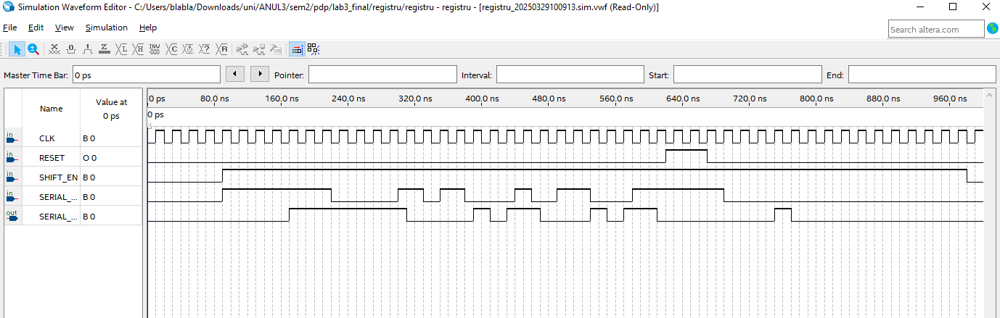 Simulation Waveform Editor - C:/Users/blabla/Downloads/uni/ANUL3/sem2/pdp/lab3_final/registru/registru - registru - [registru_20250329100913.sim.vwf (Read-Only)]
File Edit View Simulation Help
Search altera.com
Master Time Bar: 0 ps Pointer: Interval: Start: End:
Name Value at 0 ps
0 ps 80.0 ns 160.0 ns 240.0 ns 320.0 ns 400.0 ns 480.0 ns 560.0 ns 640.0 ns 720.0 ns 800.0 ns 880.0 ns 960.0 ns
0 ps
in CLK B 0
in RESET O 0
in SHIFT_EN B 0
in SERIAL_... B 0
out SERIAL_... B 0